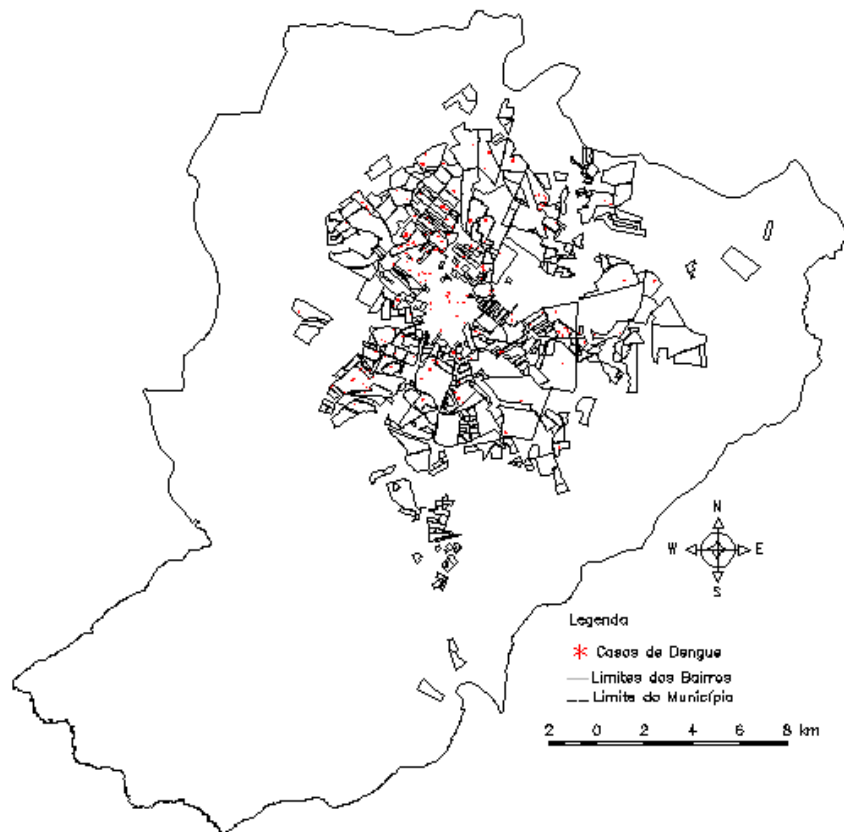 N
W E
S
Legenda
Casos de Dengue
Limites dos Bairros
Limite do Município
2 0 2 4 6 8 km